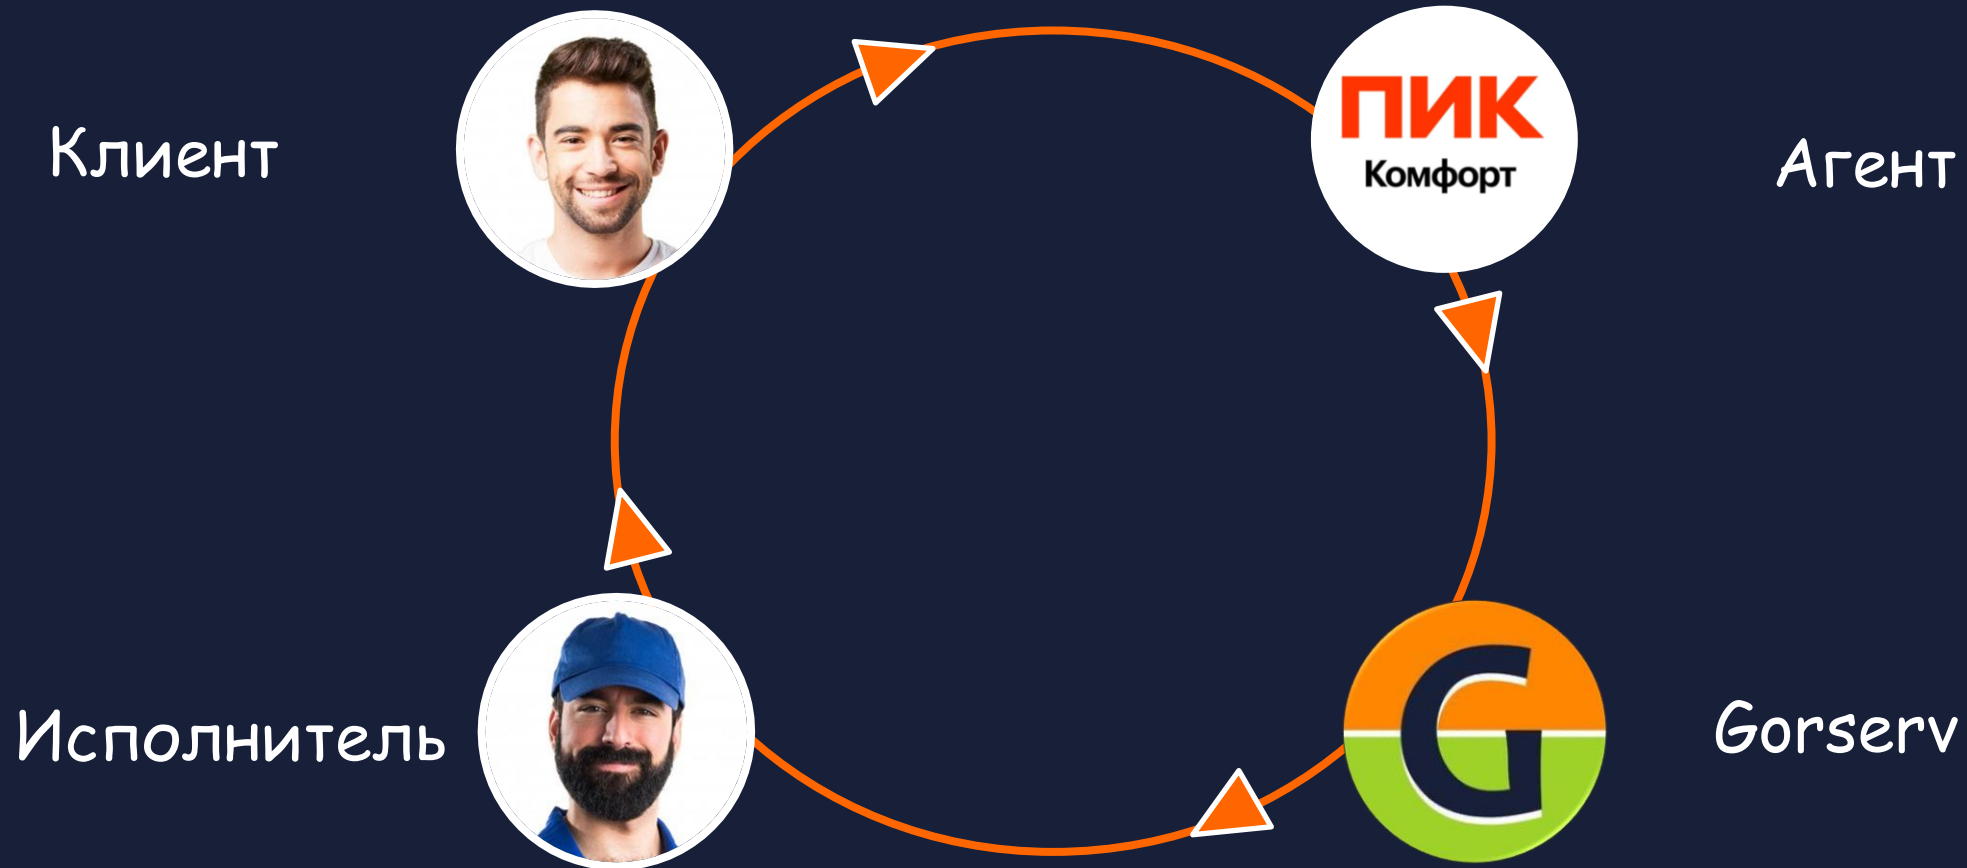 Клиент
ПИК
Комфорт
Агент
Исполнитель
G
Gorserv